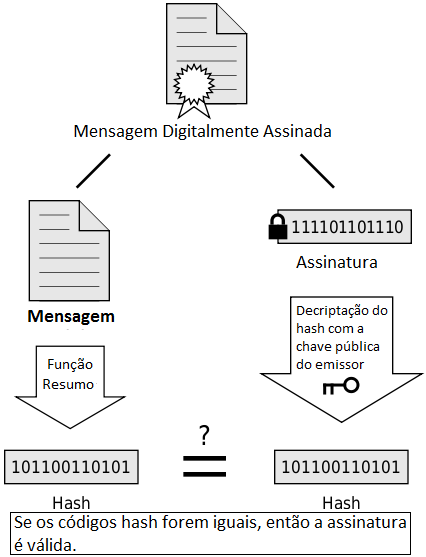 Mensagem Digitalmente Assinada
111101101110
Assinatura
Mensagem
Decriptação do
hash com a
chave pública
do emissor
Função
Resumo
101100110101
Hash
?
=
101100110101
Hash
Se os códigos hash forem iguais, então a assinatura
é válida.